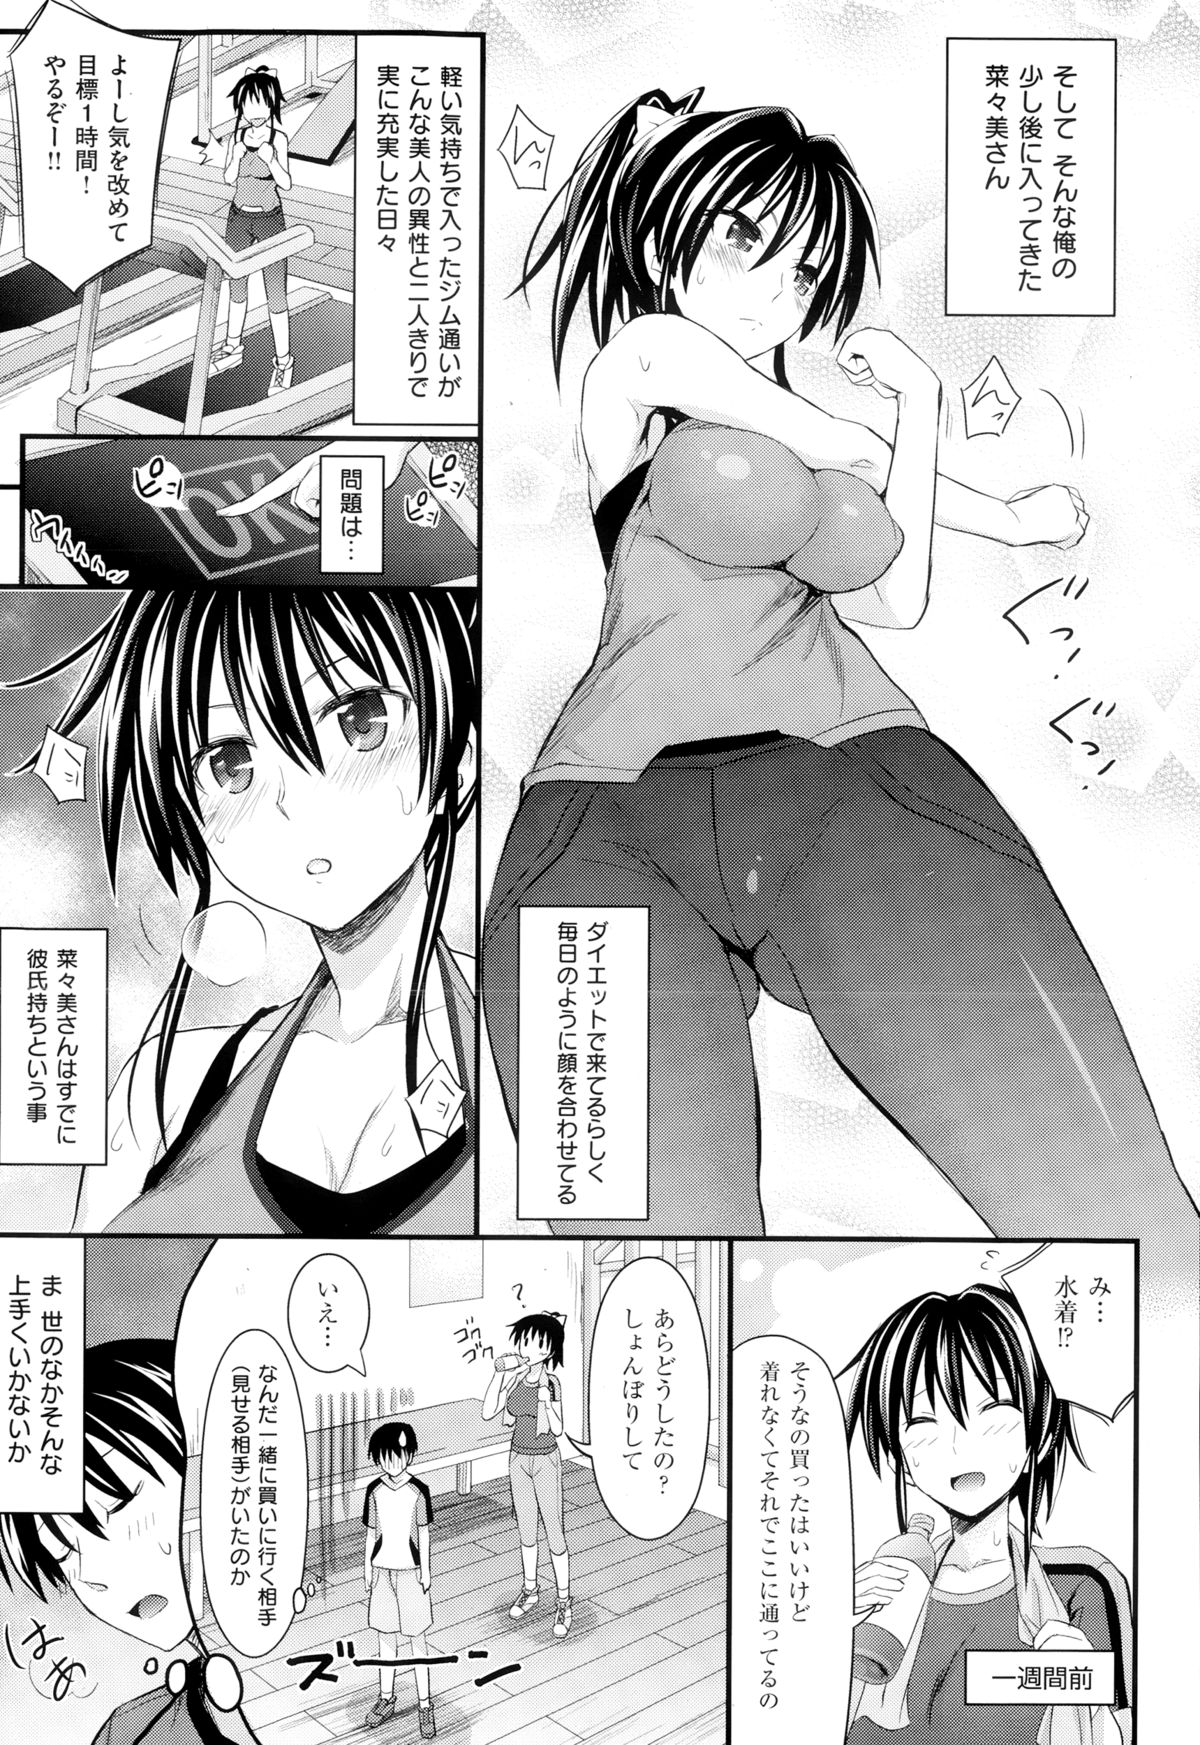 そして そんな俺の
少し後に入ってきた
菜々美さん
んっ
ふっ
ぐっ
ぐっ
ダイエットで来てるらしく
毎日のように顔を合わせてる
軽い気持ちで入ったジム通いが
こんな美人の異性と二人きりで
実に充実した日々
よーし気を改めて
目標1時間!
やるぞー!!
問題は…
ピッ
ピッ
OK
菜々美さんはすでに
彼氏持ちという事
み…
水着!?
そうなの買ったはいいけど
着れなくてそれでここに通ってるの
一週間前
あらどうしたの?
しょんぼりして
?
ゴク
ゴク
いえ…
なんだ一緒に買いに行く相手
(見せる相手)がいたのか
ズーーン
ま 世のなかそんな
上手くいかないか
はぁ